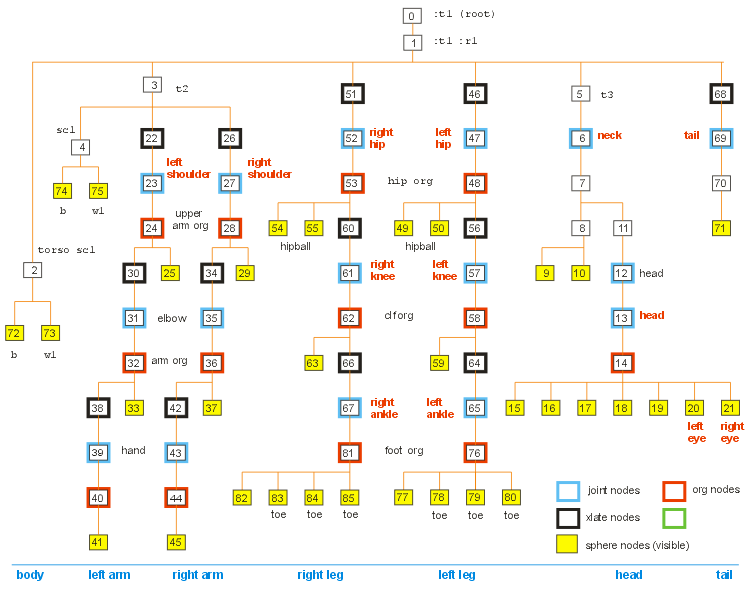 0 :t1 (root)
1 :t1 :r1
3 t2
51
46
5 t3
68
scl
4
22
26
52 right hip
left hip 47
6 neck
tail 69
left shoulder
right shoulder
74
75
23
27
53
hip org
48
7
70
b
w1
upper arm org
24
28
54
55
60
49
50
56
8
11
71
hipball
hipball
torso scl
2
30
25
34
29
61 right knee
left knee 57
9
10
12 head
31
elbow
35
62
clforg
58
13 head
72
73
b
w1
32
arm org
36
63
66
59
64
14
38
33
42
37
67 right ankle
left ankle 65
15
16
17
18
19
20
21
left eye
right eye
39
hand
43
81
foot org
76
40
44
82
83
84
85
77
78
79
80
toe
toe
toe
toe
toe
toe
41
45
joint nodes
org nodes
xlate nodes
sphere nodes (visible)
body
left arm
right arm
right leg
left leg
head
tail